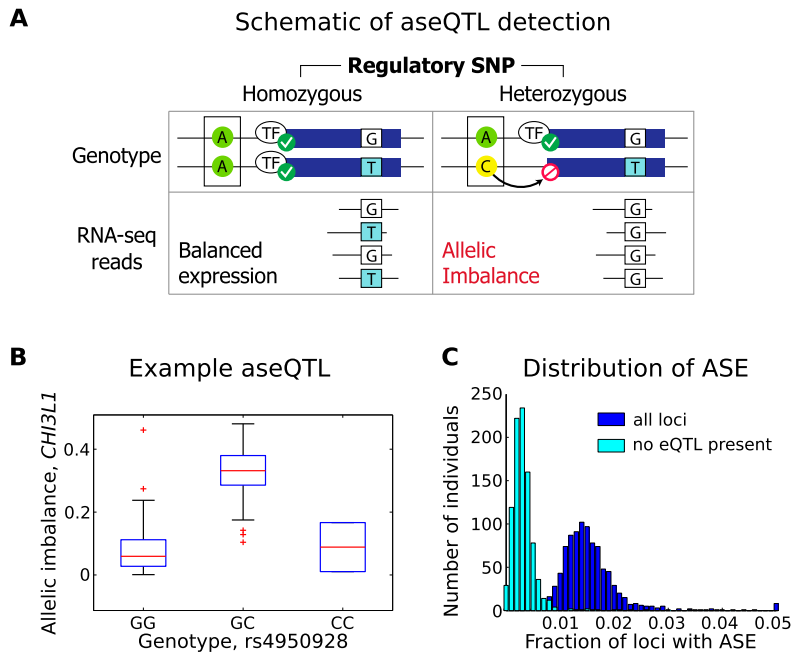 A
Schematic of aseQTL detection
Regulatory SNP
Homozygous
Heterozygous
Genotype
A TF G
A TF T
A TF G
C T
RNA-seq
reads
Balanced
expression
G
T
G
T
Allelic
Imbalance
G
G
G
G
B
Example aseQTL
Allelic imbalance, CHI3L1
0.4
0.2
0
GG GC CC
Genotype, rs4950928
C
Distribution of ASE
Number of individuals
250
200
150
100
50
0
all loci
no eQTL present
0.01 0.02 0.03 0.04 0.05
Fraction of loci with ASE